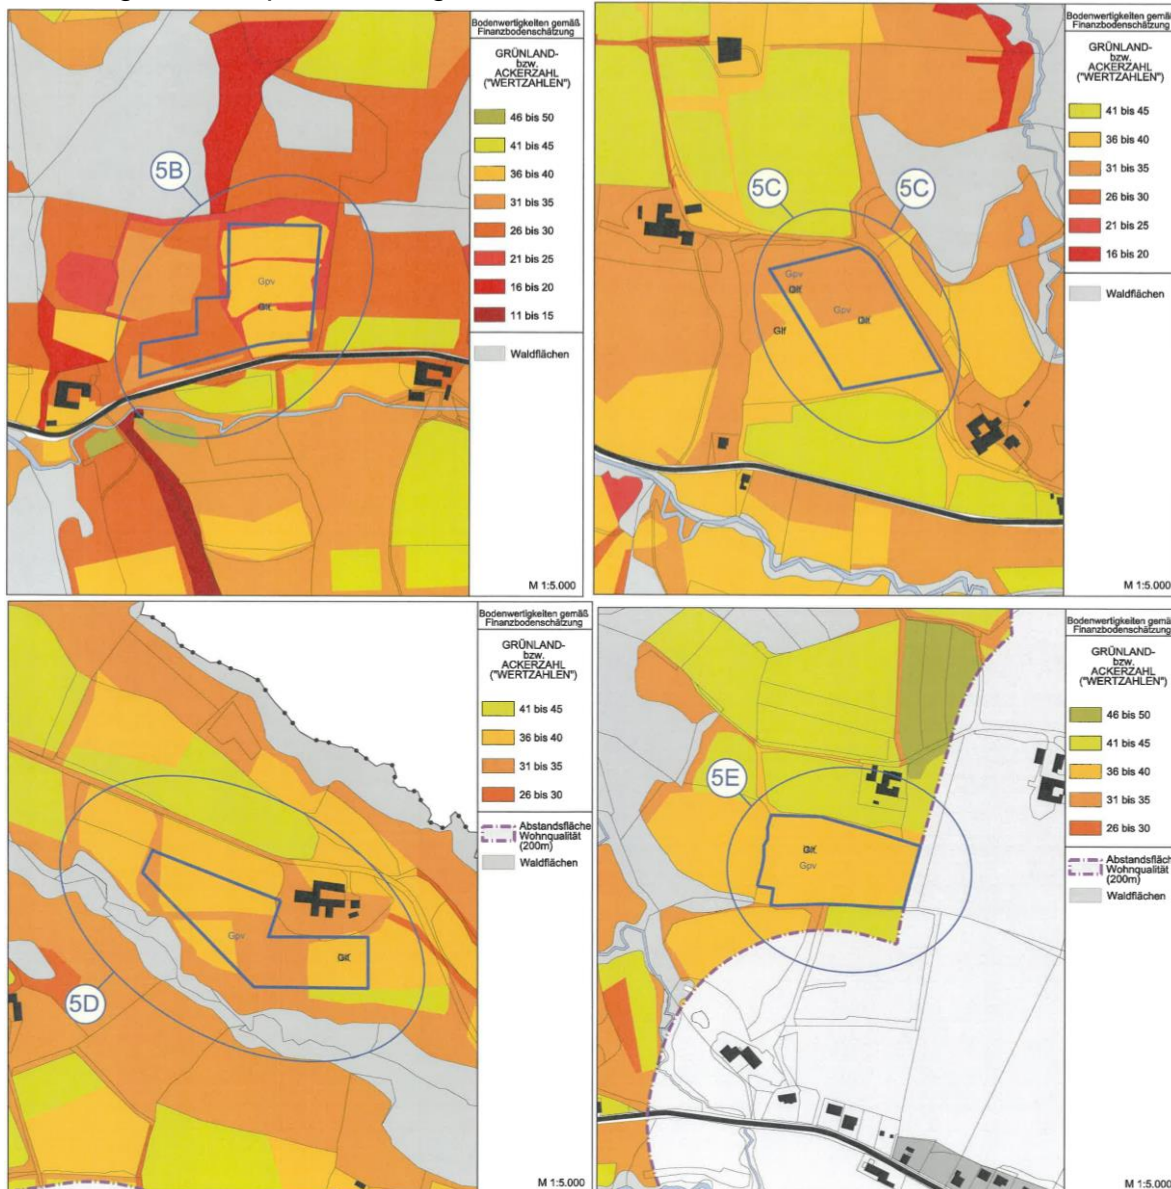 Bodenwertigkeiten gemäß
Finanzbodenschätzung
GRÜNLAND-
bzw.
ACKERZAHL
("WERTZAHLEN")
46 bis 50
41 bis 45
36 bis 40
31 bis 35
26 bis 30
21 bis 25
16 bis 20
11 bis 15
Waldflächen
M 1:5.000
5B
Gpv
Glf
Bodenwertigkeiten gemä
Finanzbodenschätzung
GRÜNLAND-
bzw.
ACKERZAHL
("WERTZAHLEN")
41 bis 45
36 bis 40
31 bis 35
26 bis 30
21 bis 25
16 bis 20
Waldflächen
M 1:5.000
5C
5C
Gpv
Glf
Gpv
Glf
Glf
Bodenwertigkeiten gemäß
Finanzbodenschätzung
GRÜNLAND-
bzw.
ACKERZAHL
("WERTZAHLEN")
41 bis 45
36 bis 40
31 bis 35
26 bis 30
Abstandsfläche
Wohnqualität
(200m)
Waldflächen
M 1:5.000
5D
Gpv
Glf
Bodenwertigkeiten gemä
Finanzbodenschätzung
GRÜNLAND-
bzw.
ACKERZAHL
("WERTZAHLEN")
46 bis 50
41 bis 45
36 bis 40
31 bis 35
26 bis 30
Abstandsfläch
Wohnqualität
(200m)
Waldflächen
M 1:5.000
5E
Glf
Gpv